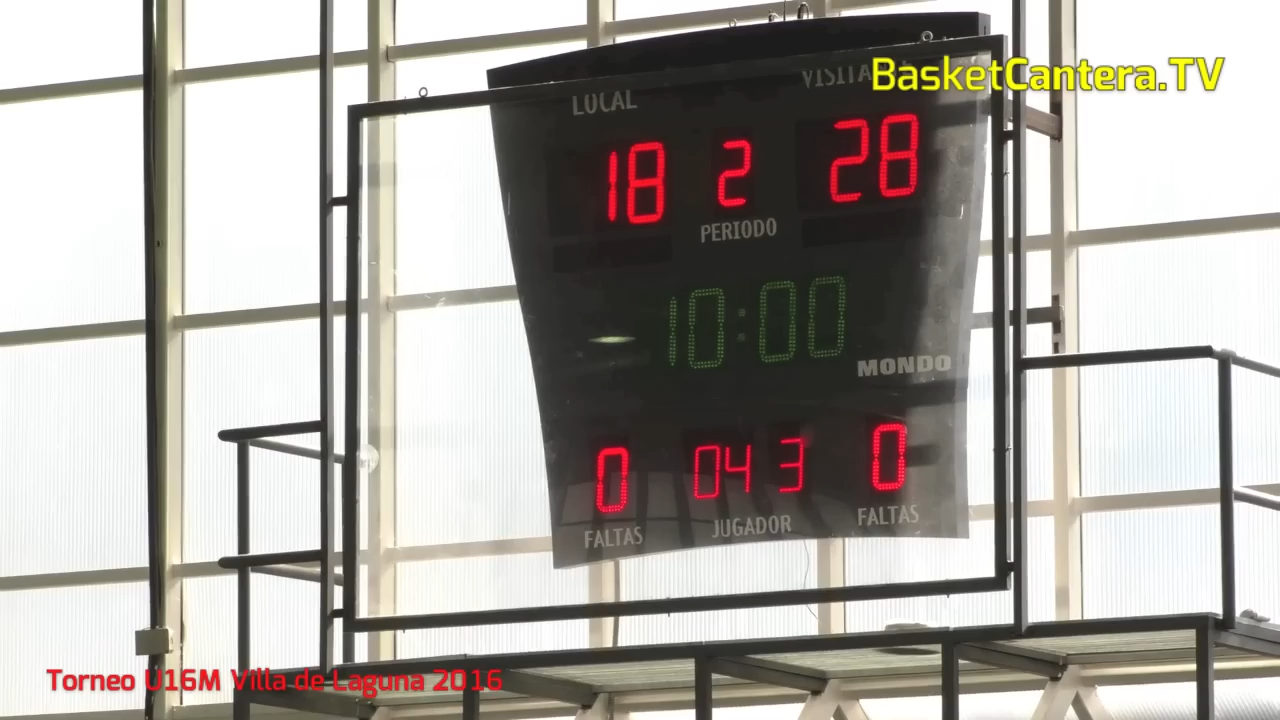 BasketCantera.TV
LOCAL
18 2 28
PERIODO
10:00
MONDO
0 04 3 0
FALTAS JUGADOR FALTAS
Torneo U16M Villa de Laguna 2016